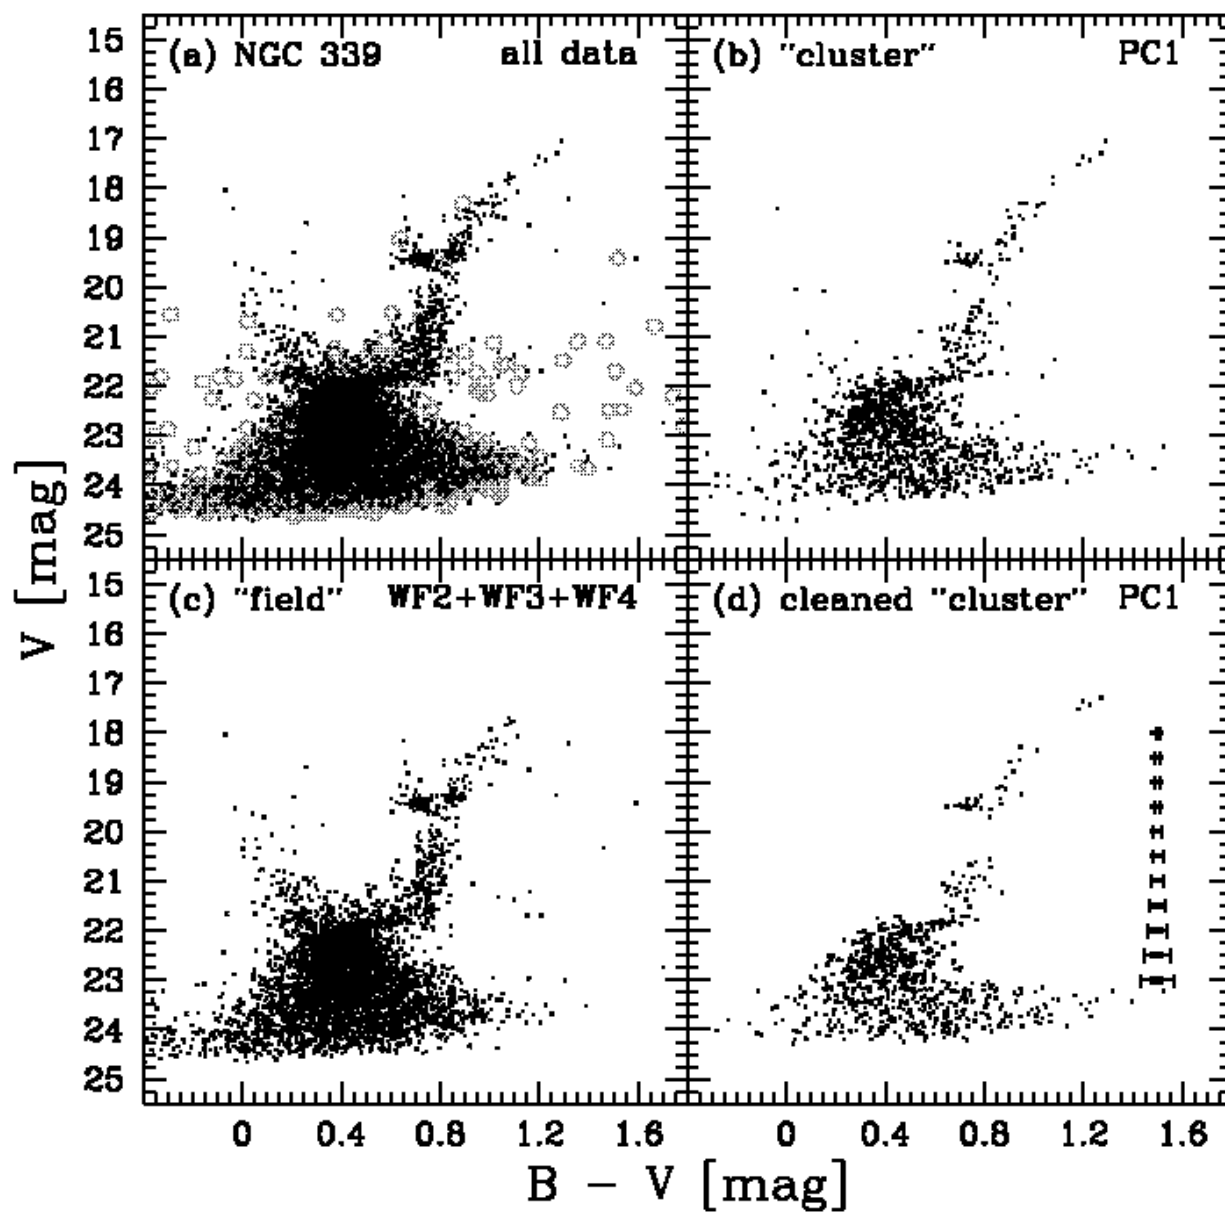 (a) NGC 339 all data
(b) "cluster" PC1
15
16
17
18
19
20
21
22
23
24
25
(c) "field" WF2+WF3+WF4
(d) cleaned "cluster" PC1
15
16
17
18
19
20
21
22
23
24
25
V [mag]
0 0.4 0.8 1.2 1.6
0 0.4 0.8 1.2 1.6
B - V [mag]